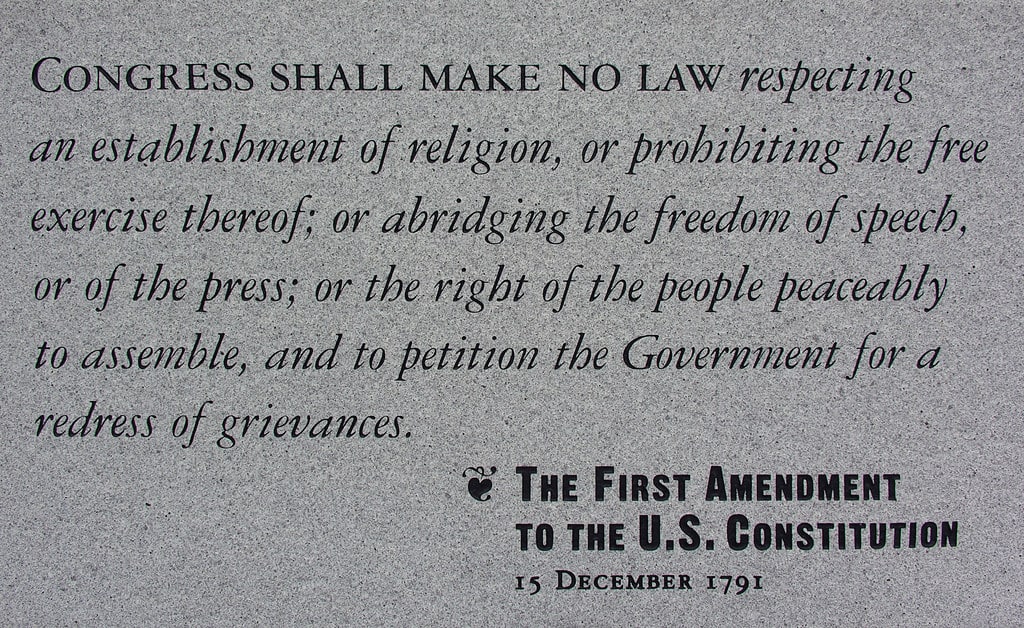 CONGRESS SHALL MAKE NO LAW respecting
an establishment of religion, or prohibiting the free
exercise thereof; or abridging the freedom of speech,
or of the press; or the right of the people peaceably
to assemble, and to petition the Government for a
redress of grievances.
❦ THE FIRST AMENDMENT
TO THE U.S. CONSTITUTION
15 DECEMBER 1791